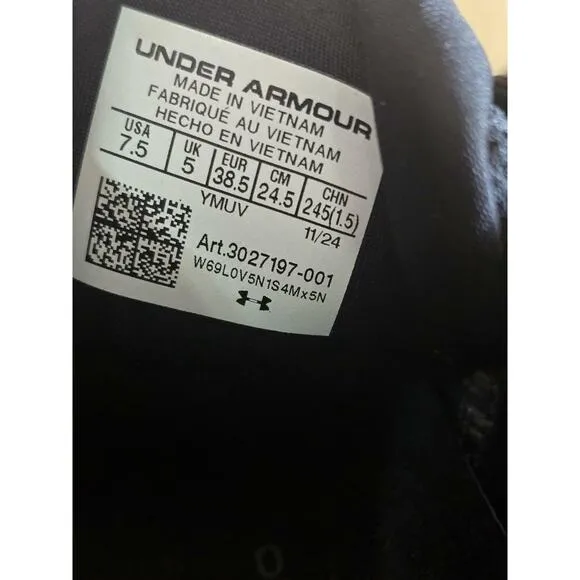 UNDER ARMOUR
MADE IN VIETNAM
FABRIQUÉ AU VIETNAM
HECHO EN VIETNAM
USA UK EUR CM CHN
7.5 5 38.5 24.5 245(1.5)
YMUV 11/24
Art.3027197-001
W69L0V5N1S4Mx5N